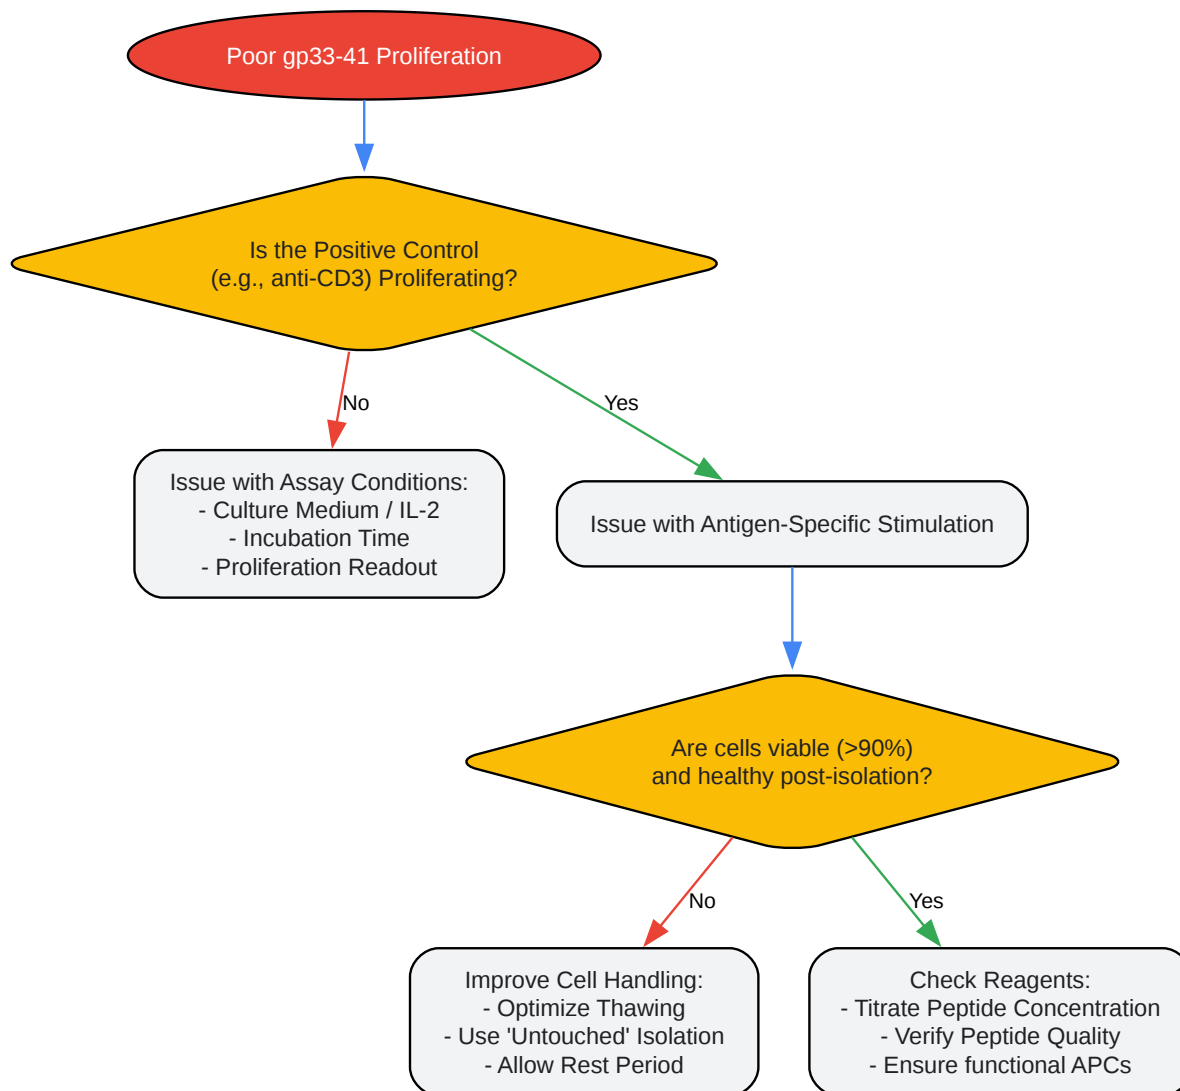 Poor gp33-41 Proliferation
Is the Positive Control
(e.g., anti-CD3) Proliferating?
No
Yes
Issue with Assay Conditions:
- Culture Medium / IL-2
- Incubation Time
- Proliferation Readout
Issue with Antigen-Specific Stimulation
Are cells viable (>90%)
and healthy post-isolation?
No
Yes
Improve Cell Handling:
- Optimize Thawing
- Use 'Untouched' Isolation
- Allow Rest Period
Check Reagents:
- Titrate Peptide Concentration
- Verify Peptide Quality
- Ensure functional APCs